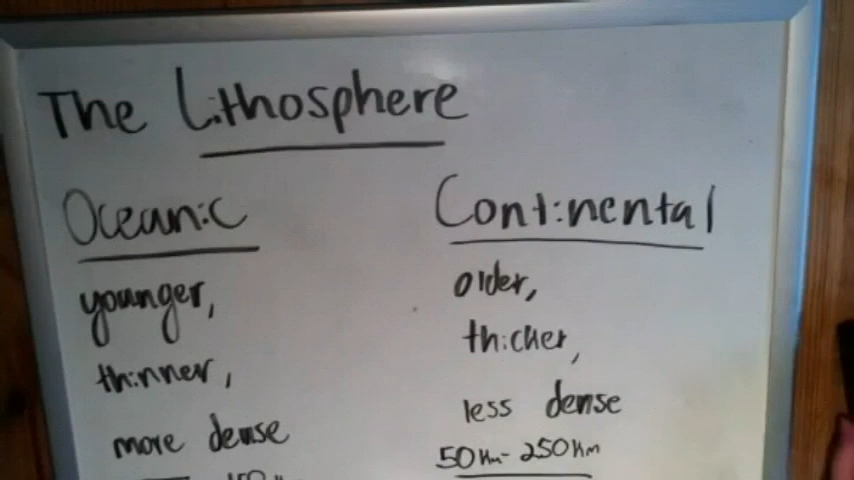 The Lithosphere
Oceanic
younger,
thinner,
more dense
Continental
older,
thicker,
less dense
50Km- 250Km